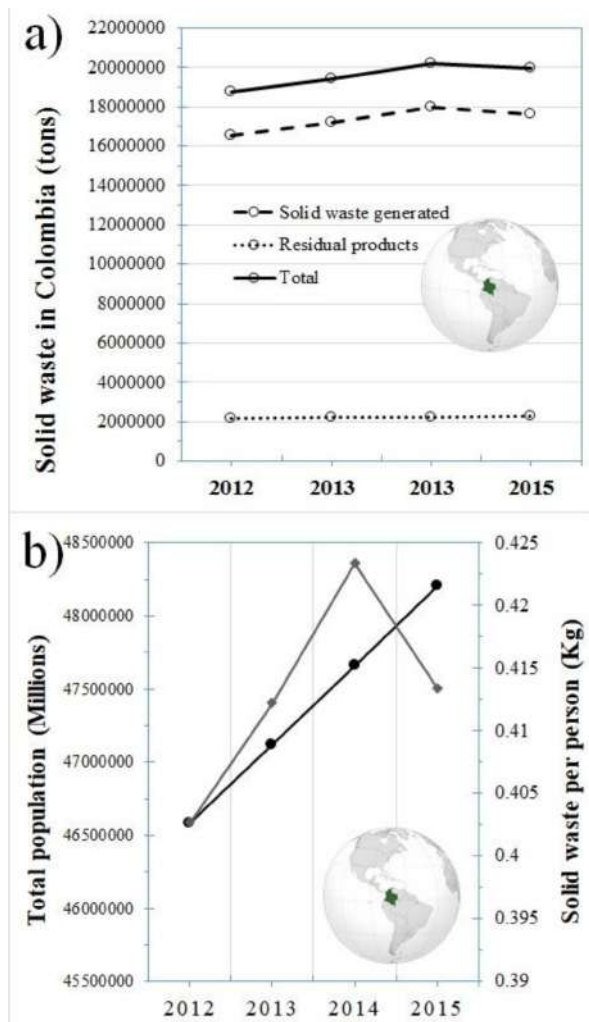 a)
Solid waste in Colombia (tons)
22000000
20000000
18000000
16000000
14000000
12000000
10000000
8000000
6000000
4000000
2000000
0
Solid waste generated
Residual products
Total
2012 2013 2013 2015
b)
Total population (Millions)
48500000
48000000
47500000
47000000
46500000
46000000
45500000
0.425
0.42
0.415
0.41
0.405
0.4
0.395
0.39
Solid waste per person (Kg)
2012 2013 2014 2015